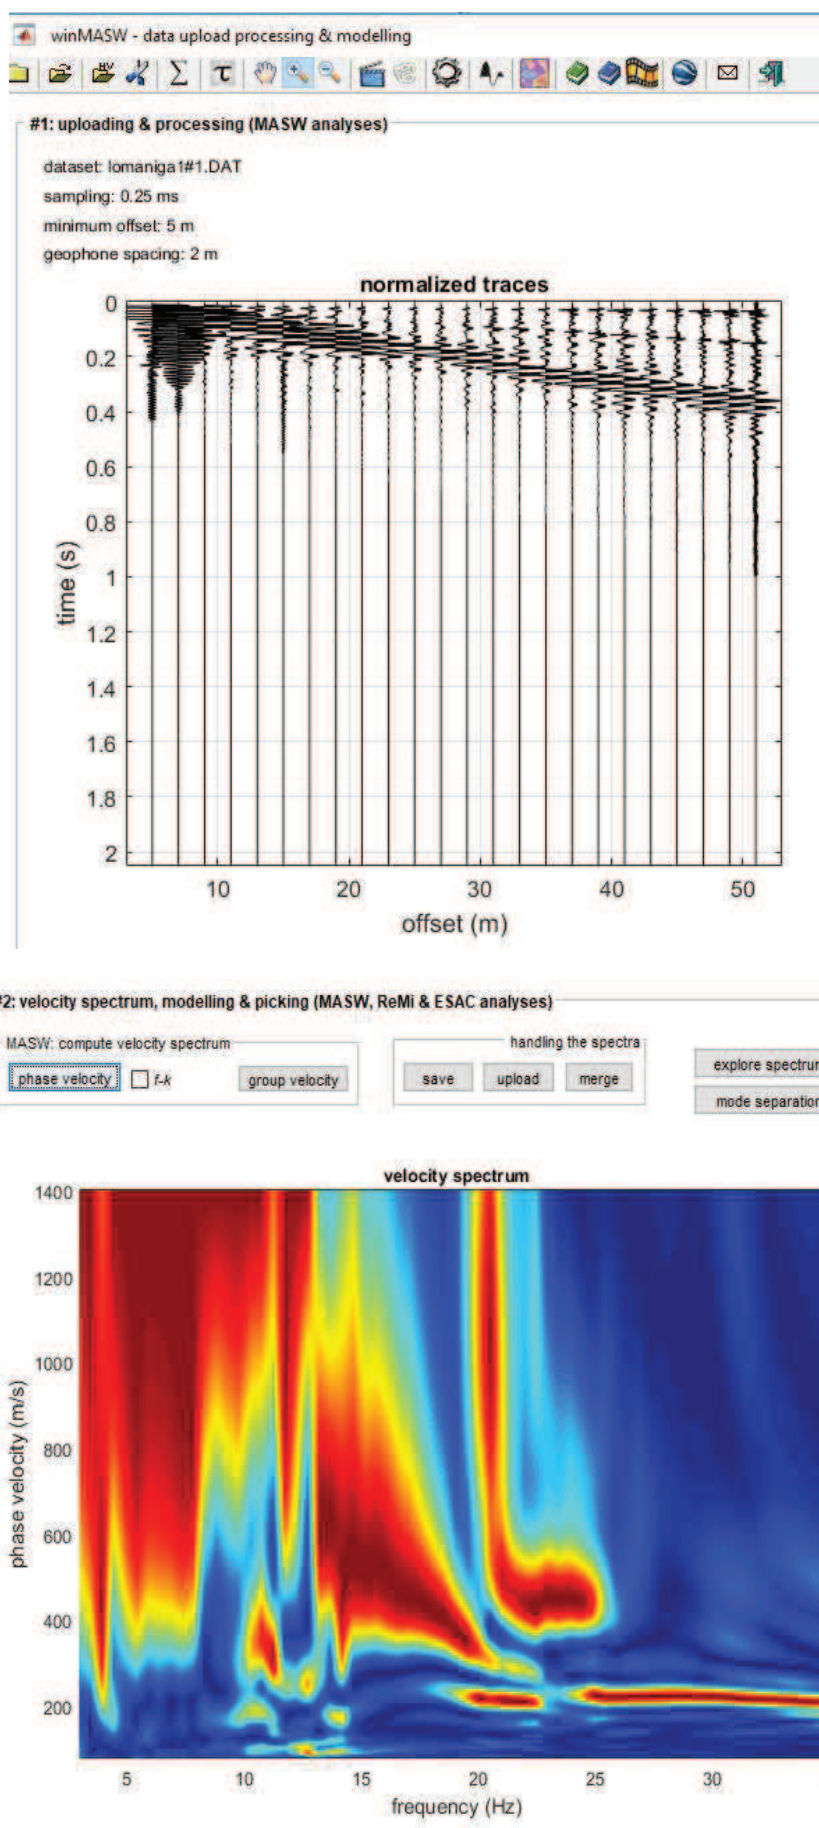 winMASW - data upload processing & modelling
HV
Σ τ
#1: uploading & processing (MASW analyses)
dataset: lomaniga1#1.DAT
sampling: 0.25 ms
minimum offset: 5 m
geophone spacing: 2 m
normalized traces
0
0.2
0.4
0.6
0.8
1
1.2
1.4
1.6
1.8
2
time (s)
10 20 30 40 50
offset (m)
#2: velocity spectrum, modelling & picking (MASW, ReMi & ESAC analyses)
MASW: compute velocity spectrum
handling the spectra
phase velocity f-k group velocity
save upload merge
explore spectrum
mode separation
velocity spectrum
1400
1200
1000
800
600
400
200
phase velocity (m/s)
5 10 15 20 25 30
frequency (Hz)